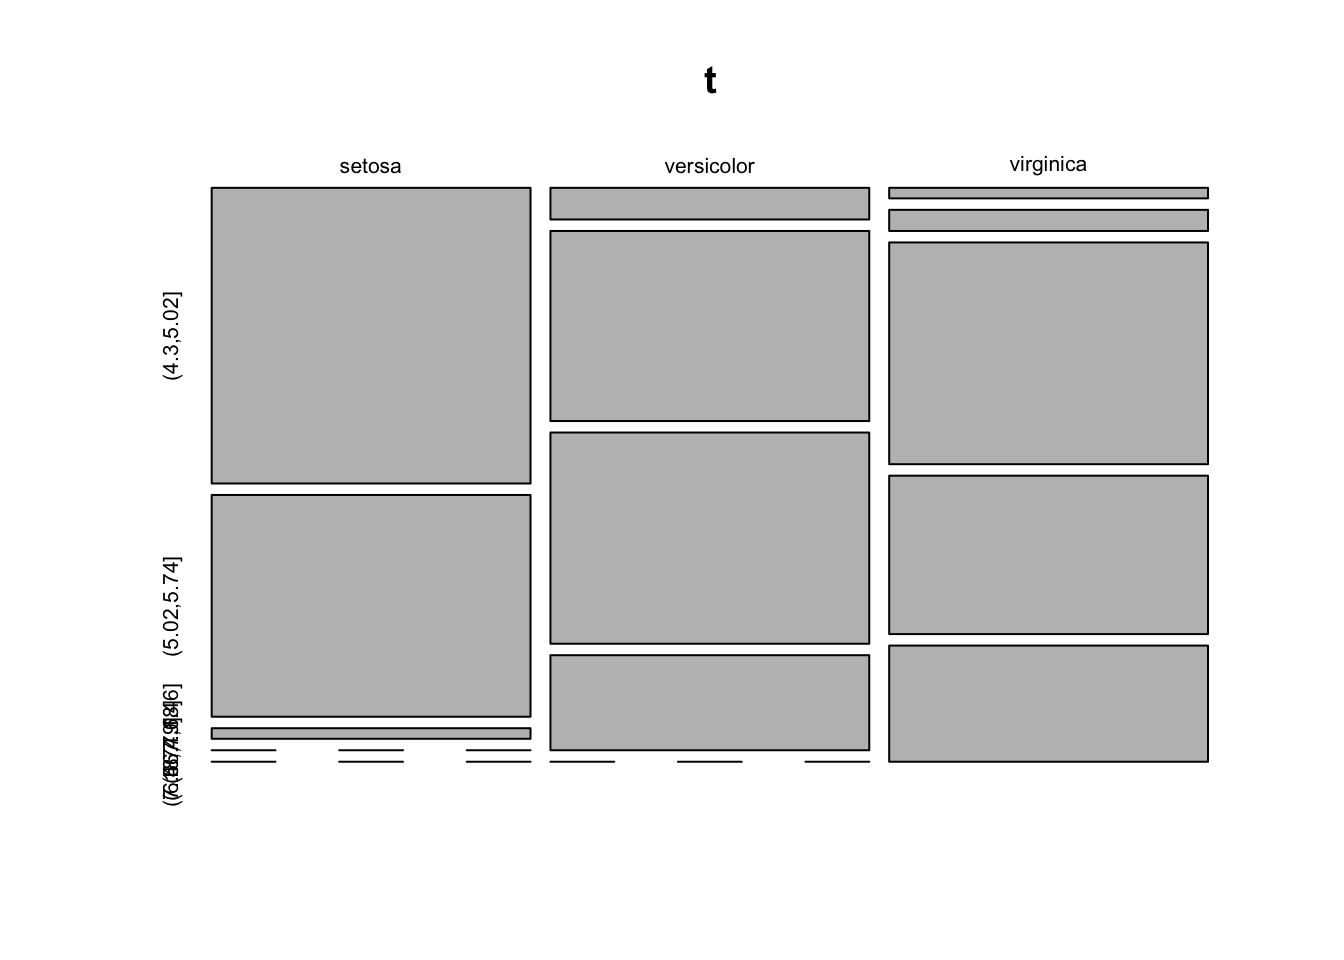 t
setosa
versicolor
virginica
(4.3,5.02]
(5.02,5.74]